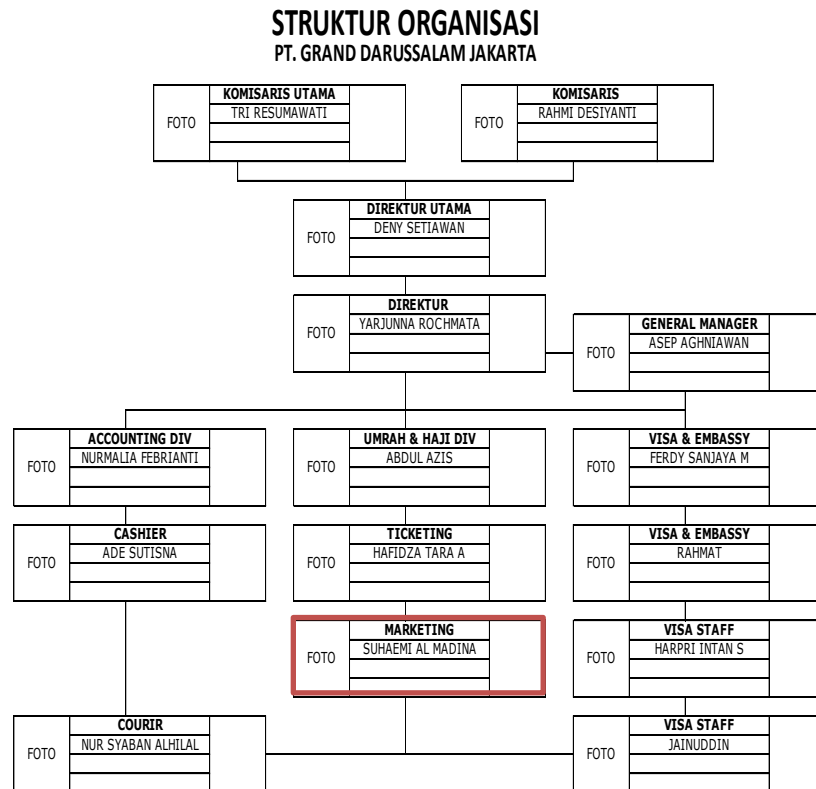 STRUKTUR ORGANISASI
PT. GRAND DARUSSALAM JAKARTA
KOMISARIS UTAMA
TRI RESUMAWATI
FOTO
KOMISARIS
RAHMI DESIYANTI
FOTO
DIREKTUR UTAMA
DENY SETIAWAN
FOTO
DIREKTUR
YARJUNNA ROCHMATA
FOTO
GENERAL MANAGER
ASEP AGHNIAWAN
FOTO
ACCOUNTING DIV
NURMALIA FEBRIANTI
FOTO
UMRAH & HAJI DIV
ABDUL AZIS
FOTO
VISA & EMBASSY
FERDY SANJAYA M
FOTO
CASHIER
ADE SUTISNA
FOTO
TICKETING
HAFIDZA TARA A
FOTO
VISA & EMBASSY
RAHMAT
FOTO
MARKETING
SUHAEMI AL MADINA
FOTO
VISA STAFF
HARPRI INTAN S
FOTO
COURIR
NUR SYABAN ALHILAL
FOTO
VISA STAFF
JAINUDDIN
FOTO